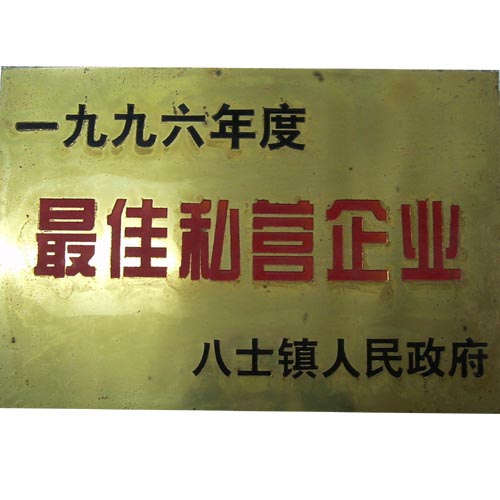 一九九六年度
最佳私营企业
八士镇人民政府